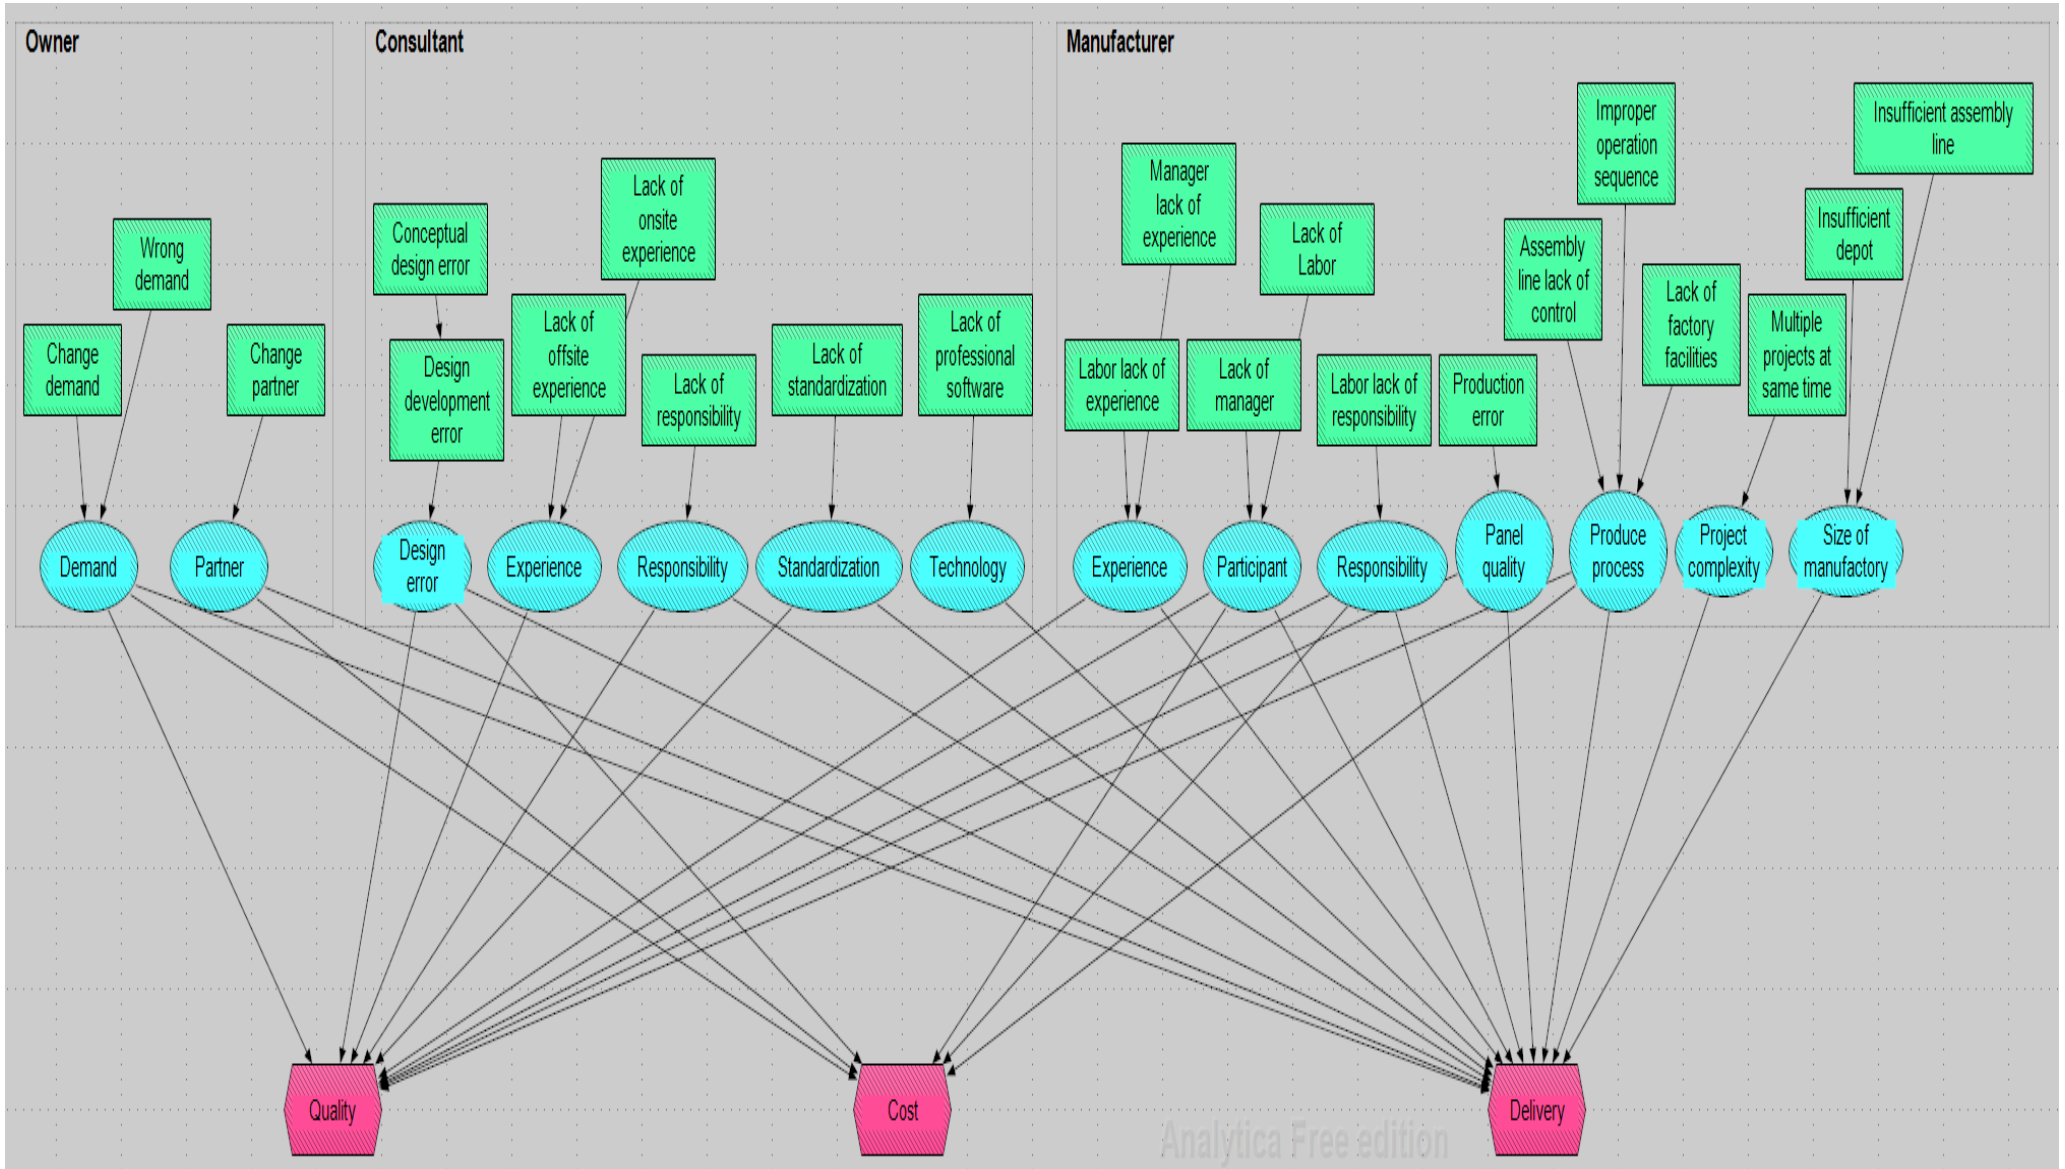 Owner
Consultant
Manufacturer
Change
demand
Wrong
demand
Change
partner
Conceptual
design error
Design
development
error
Lack of
onsite
experience
Lack of
offsite
experience
Lack of
responsibility
Lack of
standardization
Lack of
professional
software
Manager
lack of
experience
Labor lack of
experience
Lack of
Labor
Lack of
manager
Labor lack of
responsibility
Production
error
Assembly
line lack of
control
Improper
operation
sequence
Lack of
factory
facilities
Multiple
projects at
same time
Insufficient
depot
Insufficient assembly
line
Demand
Partner
Design
error
Experience
Responsibility
Standardization
Technology
Experience
Participant
Responsibility
Panel
quality
Produce
process
Project
complexity
Size of
manufactory
Quality
Cost
Delivery
Analytica Free edition